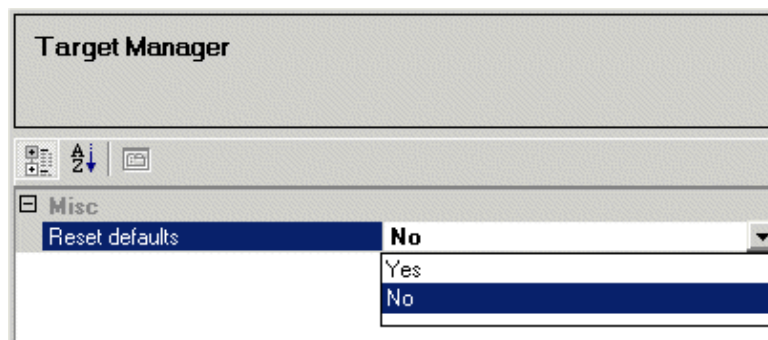 Target Manager
A Z
Misc
Reset defaults No
Yes
No